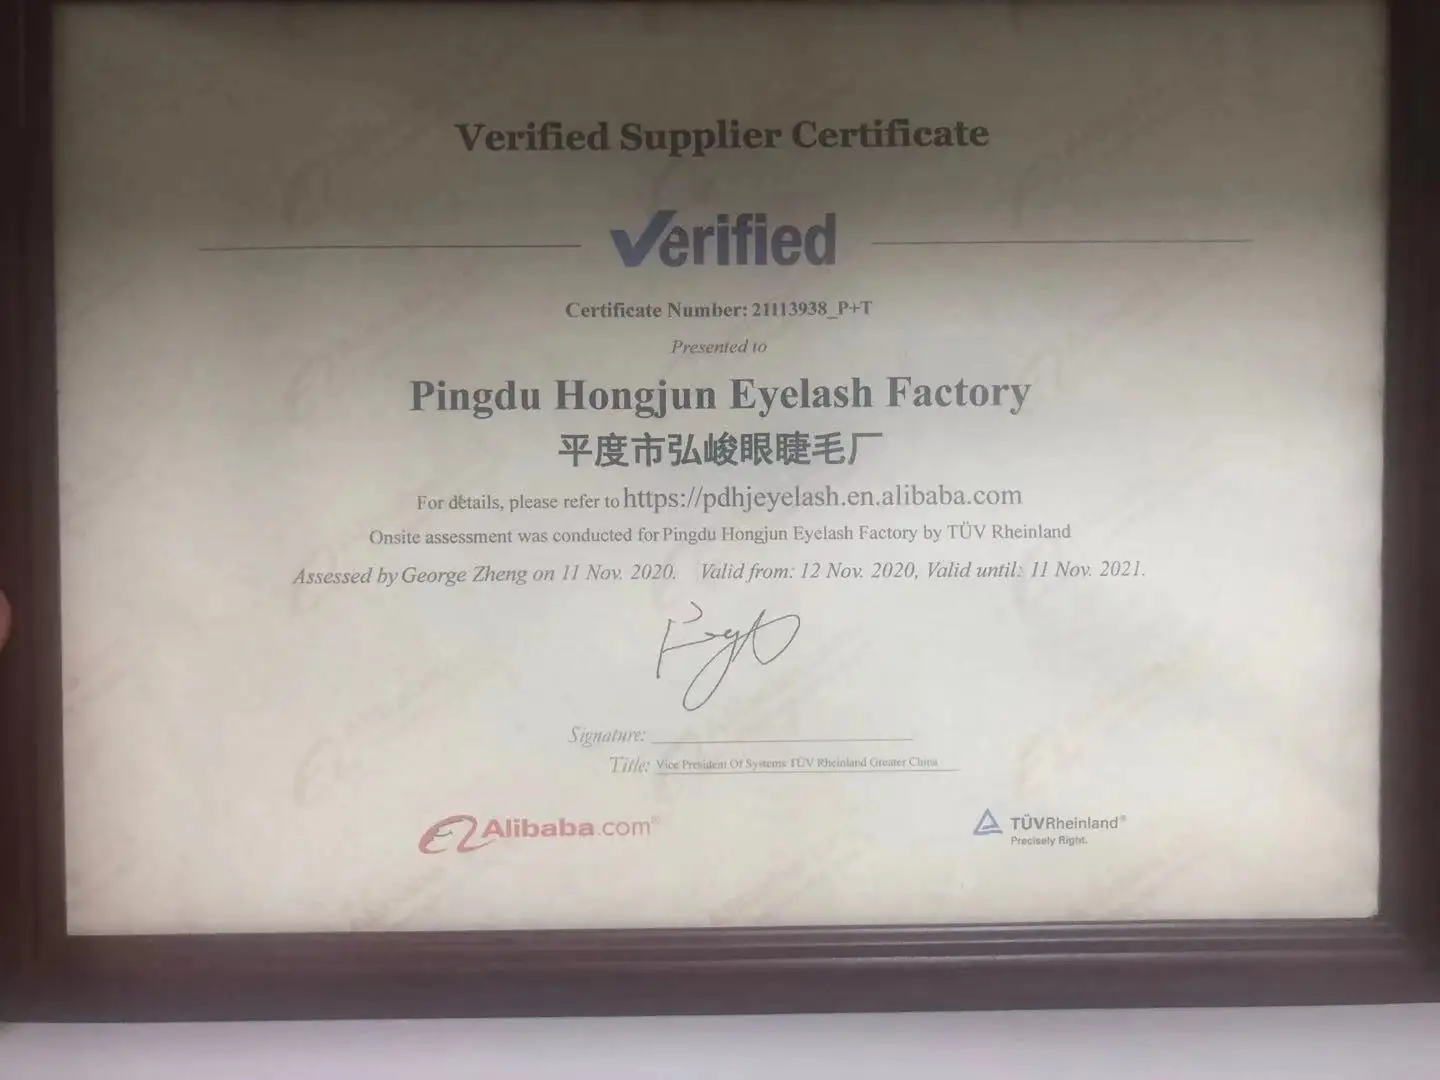 Verified Supplier Certificate
Verified
Certificate Number: 21113938_P+T
Presented to
Pingdu Hongjun Eyelash Factory
平度市弘峻眼睫毛厂
For details, please refer to https://pdhjeyelash.en.alibaba.com
Onsite assessment was conducted for Pingdu Hongjun Eyelash Factory by TÜV Rheinland
Assessed by George Zheng on 11 Nov. 2020. Valid from: 12 Nov. 2020, Valid until: 11 Nov. 2021.
Signature:
Title: Vice President Of Systems TÜV Rheinland Greater China
Alibaba.com®
TÜVRheinland®
Precisely Right.